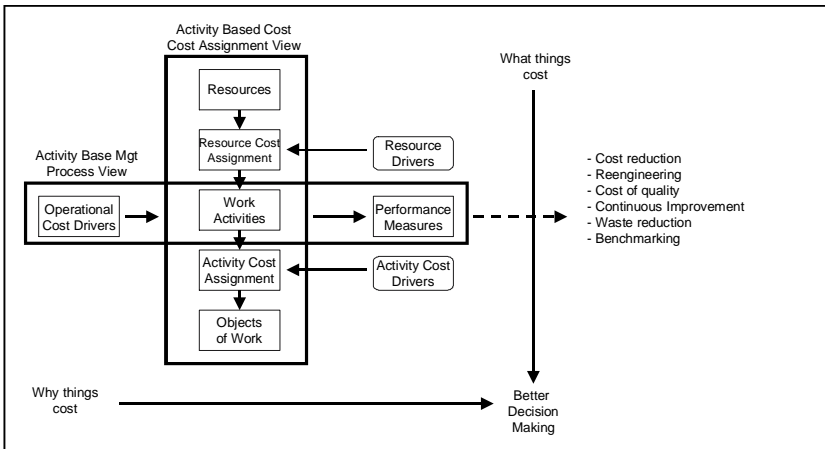 Activity Based Cost
Cost Assignment View
What things
cost
Resources
Resource Cost
Assignment
Resource
Drivers
Activity Base Mgt
Process View
- Cost reduction
- Reengineering
- Cost of quality
- Continuous Improvement
- Waste reduction
- Benchmarking
Operational
Cost Drivers
Work
Activities
Performance
Measures
Activity Cost
Assignment
Activity Cost
Drivers
Objects
of Work
Why things
cost
Better
Decision
Making